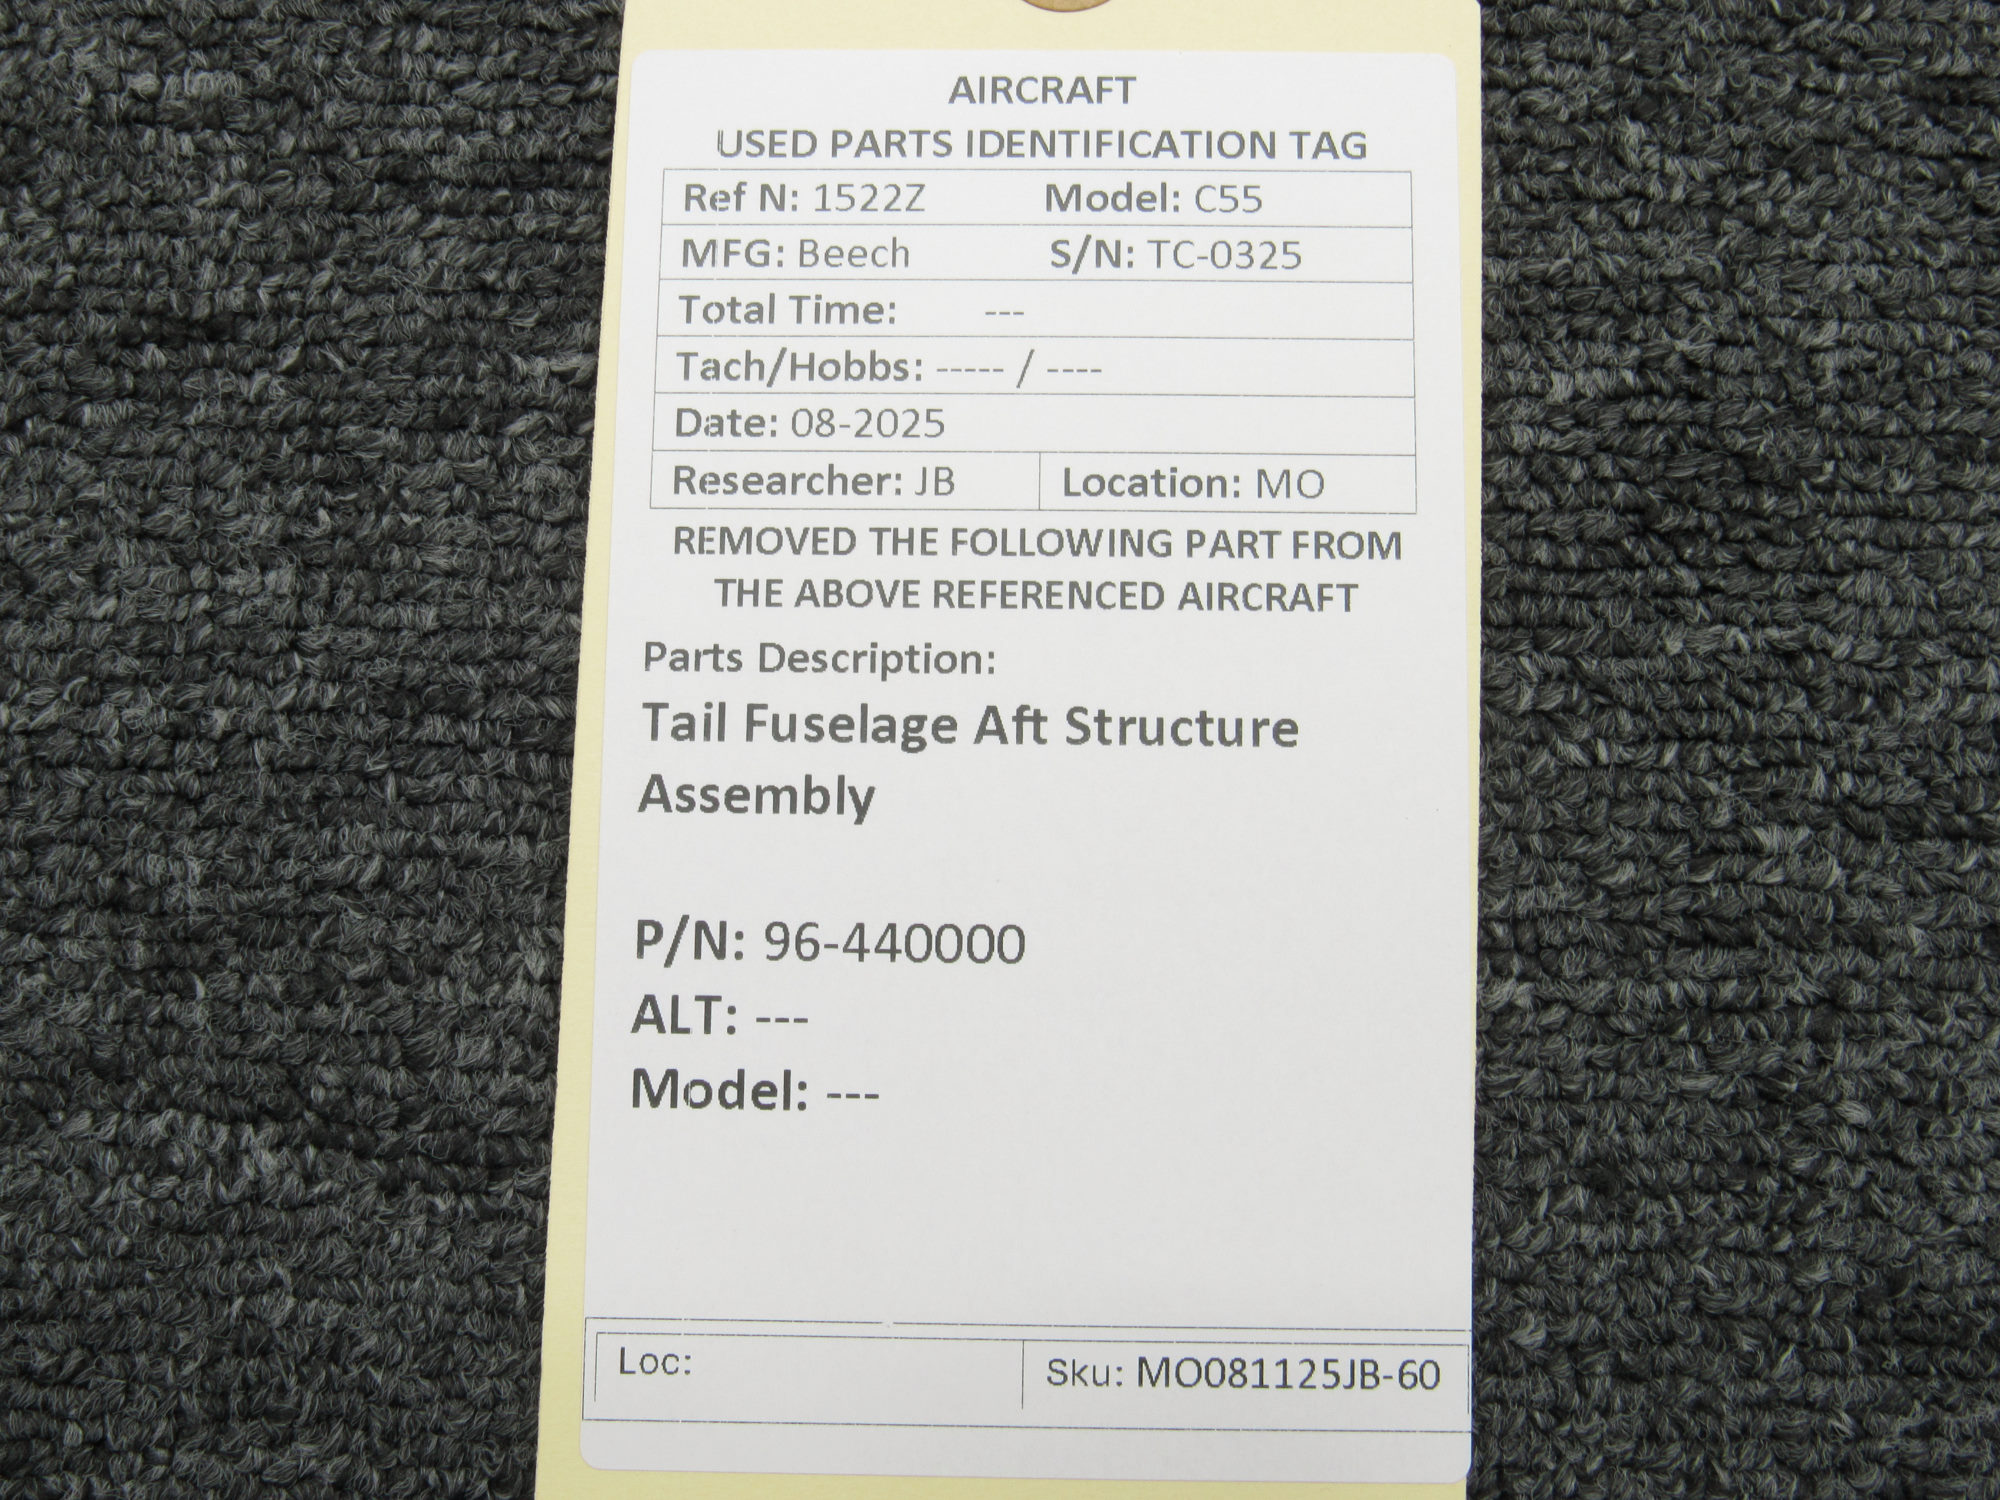 AIRCRAFT
USED PARTS IDENTIFICATION TAG
Ref N: 1522Z Model: C55
MFG: Beech S/N: TC-0325
Total Time: ---
Tach/Hobbs: ----- / ----
Date: 08-2025
Researcher: JB Location: MO
REMOVED THE FOLLOWING PART FROM
THE ABOVE REFERENCED AIRCRAFT
Parts Description:
Tail Fuselage Aft Structure
Assembly
P/N: 96-440000
ALT: ---
Model: ---
Loc: Sku: MO081125JB-60